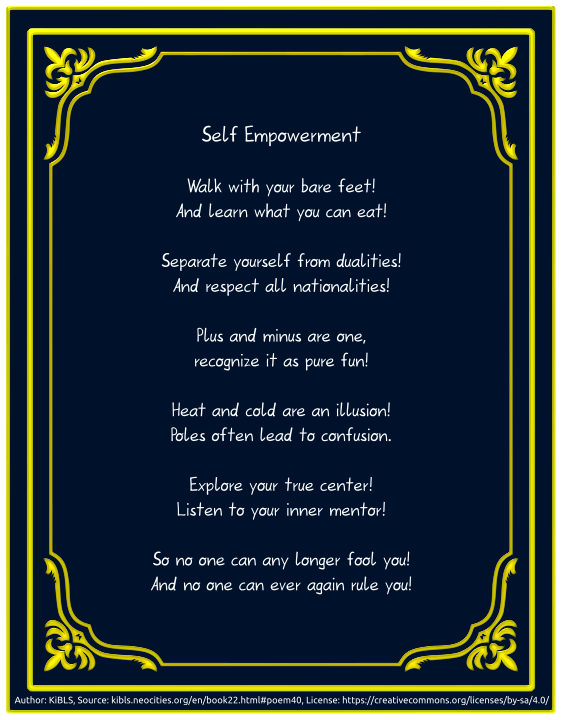 Self Empowerment
Walk with your bare feet!
And learn what you can eat!
Separate yourself from dualities!
And respect all nationalities!
Plus and minus are one,
recognize it as pure fun!
Heat and cold are an illusion!
Poles often lead to confusion.
Explore your true center!
Listen to your inner mentor!
So no one can any longer fool you!
And no one can ever again rule you!
Author: KiBLS, Source: kibls.neocities.org/en/book22.html#poem40, License: https://creativecommons.org/licenses/by-sa/4.0/